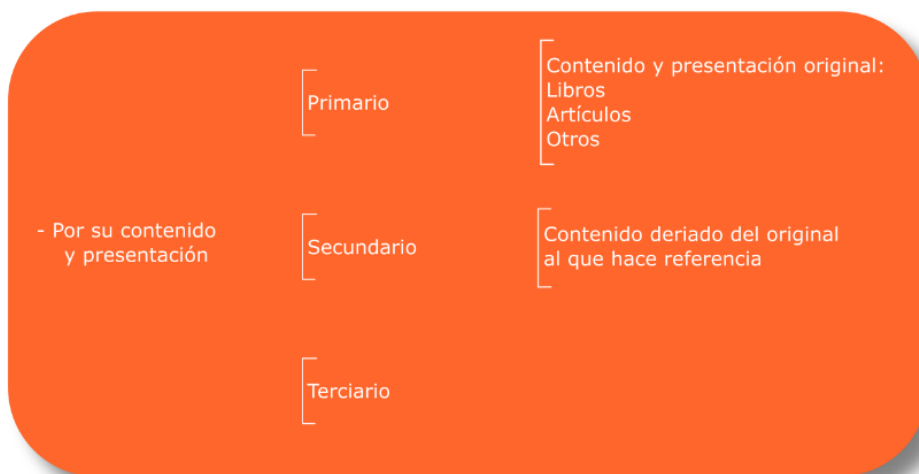 - Por su contenido
y presentación
Primario
Contenido y presentación original:
Libros
Artículos
Otros
Secundario
Contenido deriado del original
al que hace referencia
Terciario